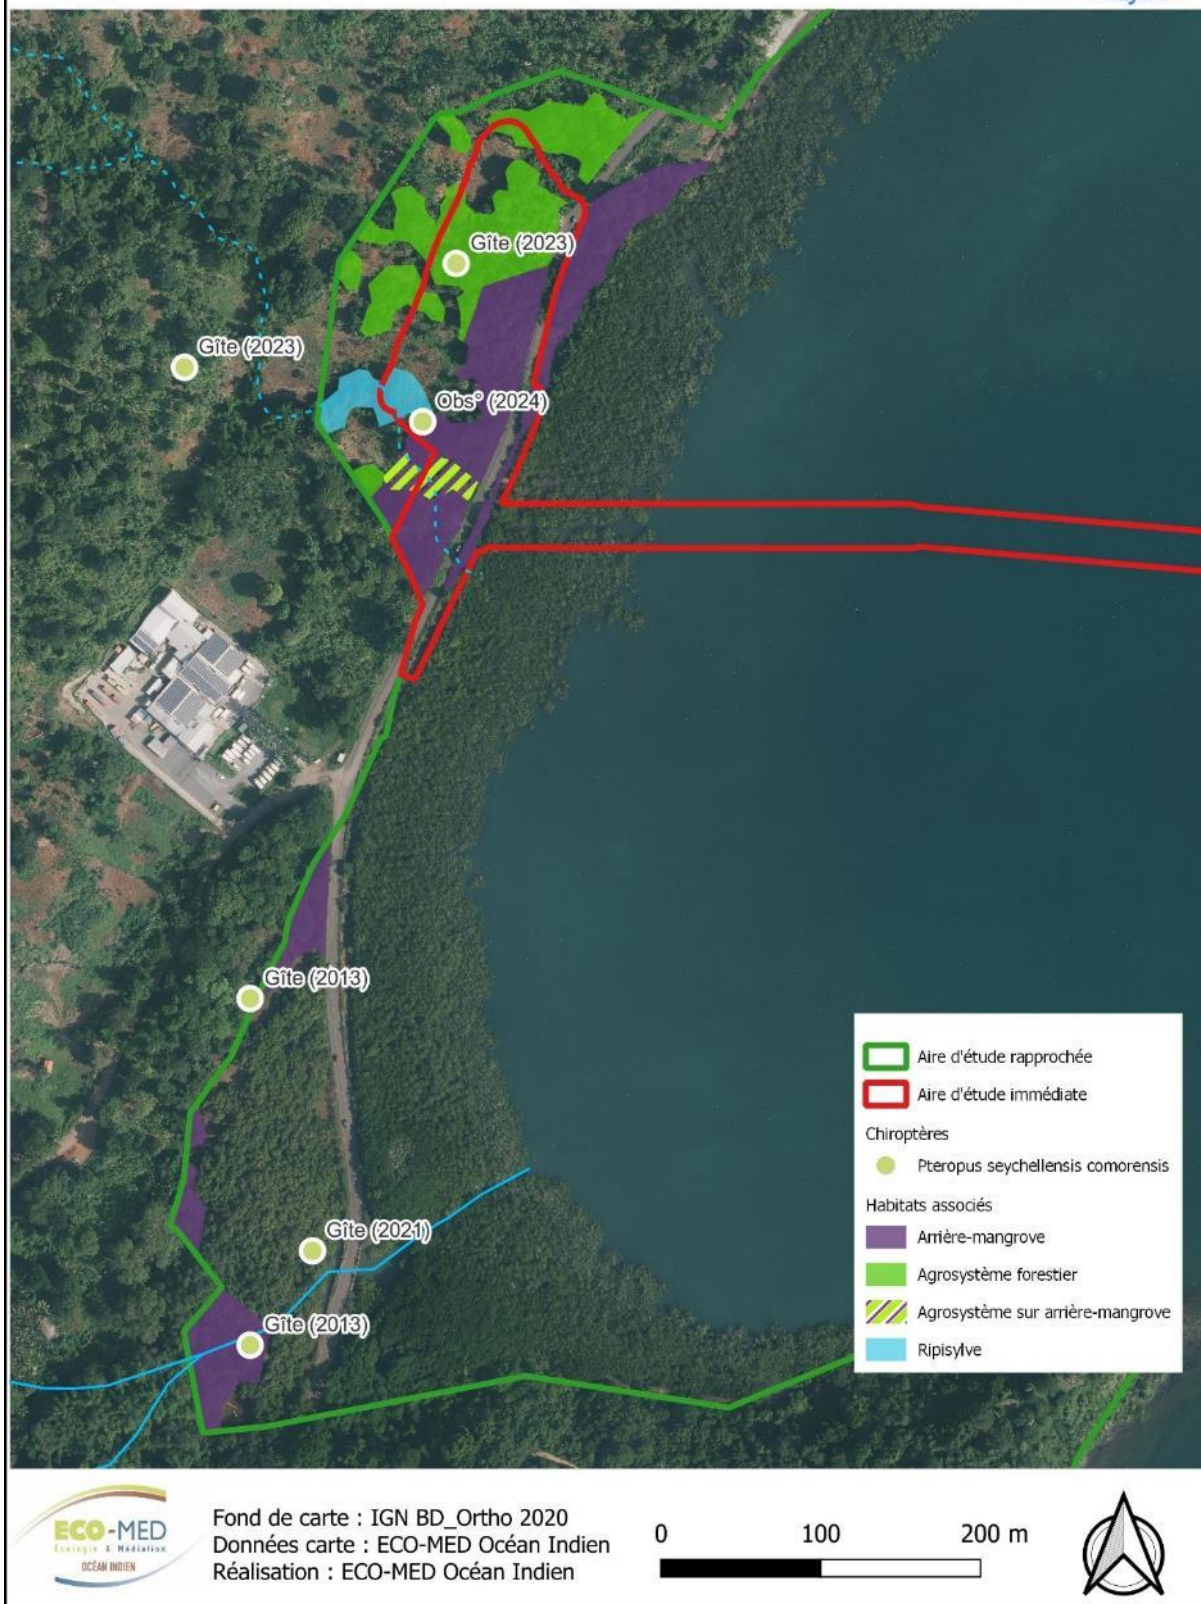 Gîte (2023)
Gîte (2023)
Obs° (2024)
Gîte (2013)
Gîte (2021)
Gîte (2013)
Aire d'étude rapprochée
Aire d'étude immédiate
Chiroptères
Pteropus seychellensis comorensis
Habitats associés
Arrière-mangrove
Agrosystème forestier
Agrosystème sur arrière-mangrove
Ripisylve
ECO-MED
Ecologie & Médiation
OCÉAN INDIEN
Fond de carte : IGN BD_Ortho 2020
Données carte : ECO-MED Océan Indien
Réalisation : ECO-MED Océan Indien
0 100 200 m